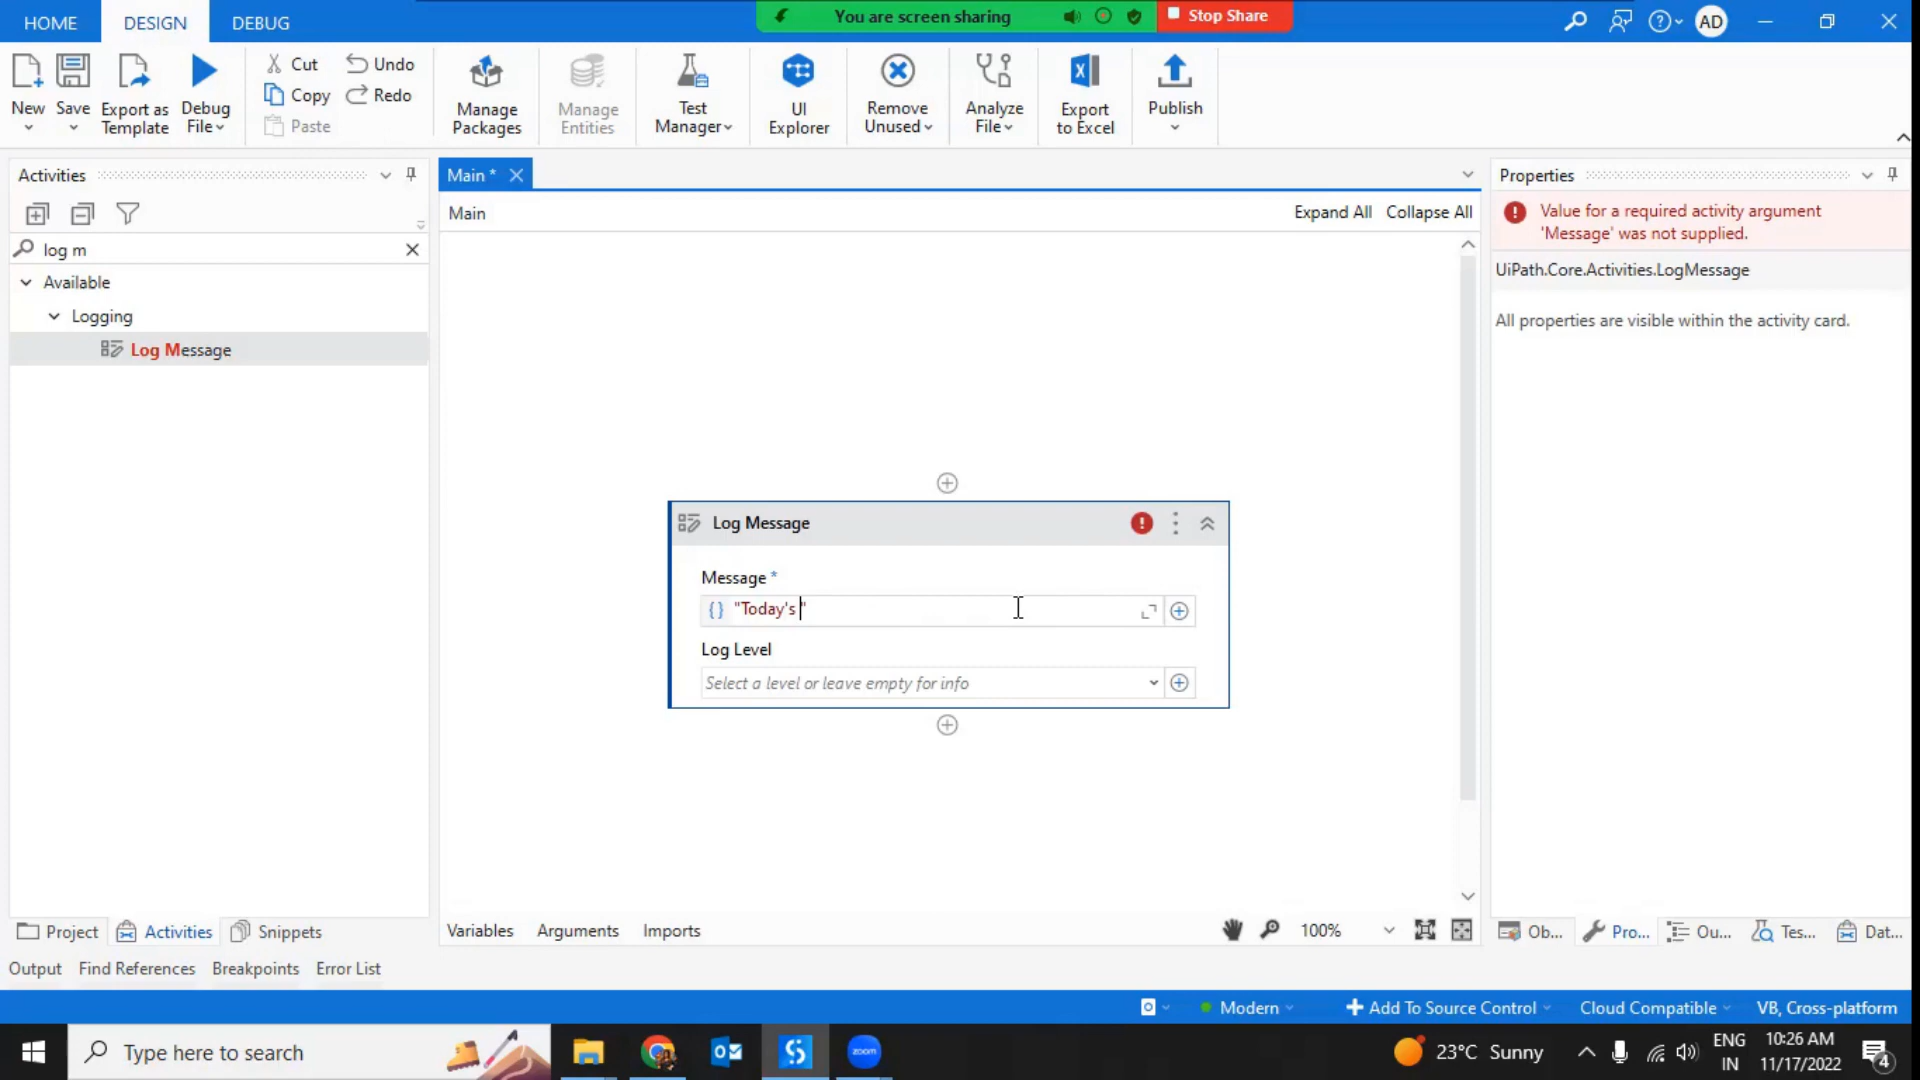 HOME DESIGN DEBUG You are screen sharing Stop Share AD
New Save Export as Template Debug File Cut Copy Paste Undo Redo Manage Packages Manage Entities Test Manager UI Explorer Remove Unused Analyze File Export to Excel Publish
Activities
log m
Available
Logging
Log Message
Main *
Main Expand All Collapse All
Log Message
Message *
{} "Today's "
Log Level
Select a level or leave empty for info
Properties
Value for a required activity argument
'Message' was not supplied.
UiPath.Core.Activities.LogMessage
All properties are visible within the activity card.
Project Activities Snippets Variables Arguments Imports 100% Ob... Pro... Ou... Tes... Dat...
Output Find References Breakpoints Error List
Modern Add To Source Control Cloud Compatible VB, Cross-platform
Type here to search zoom 23°C Sunny ENG
IN 10:26 AM
11/17/2022 4